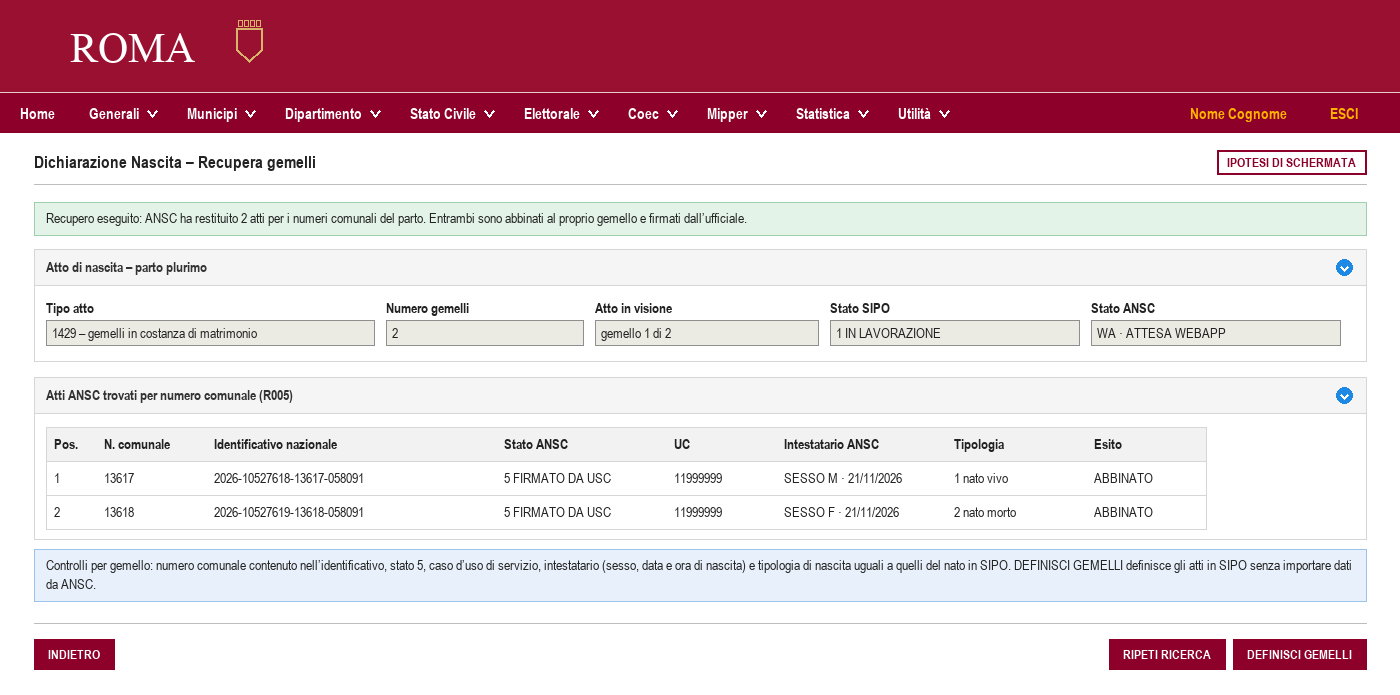 ROMA
Home Generali Municipi Dipartimento Stato Civile Elettorale Coec Mipper Statistica Utilità Nome Cognome ESCI
Dichiarazione Nascita – Recupera gemelli IPOTESI DI SCHERMATA
Recupero eseguito: ANSC ha restituito 2 atti per i numeri comunali del parto. Entrambi sono abbinati al proprio gemello e firmati dall'ufficiale.
Atto di nascita – parto plurimo
Tipo atto Numero gemelli Atto in visione Stato SIPO Stato ANSC
1429 – gemelli in costanza di matrimonio 2 gemello 1 di 2 1 IN LAVORAZIONE WA · ATTESA WEBAPP
Atti ANSC trovati per numero comunale (R005)
Pos. N. comunale Identificativo nazionale Stato ANSC UC Intestatario ANSC Tipologia Esito
1 13617 2026-10527618-13617-058091 5 FIRMATO DA USC 11999999 SESSO M · 21/11/2026 1 nato vivo ABBINATO
2 13618 2026-10527619-13618-058091 5 FIRMATO DA USC 11999999 SESSO F · 21/11/2026 2 nato morto ABBINATO
Controlli per gemello: numero comunale contenuto nell'identificativo, stato 5, caso d'uso di servizio, intestatario (sesso, data e ora di nascita) e tipologia di nascita uguali a quelli del nato in SIPO. DEFINISCI GEMELLI definisce gli atti in SIPO senza importare dati
da ANSC.
INDIETRO RIPETI RICERCA DEFINISCI GEMELLI